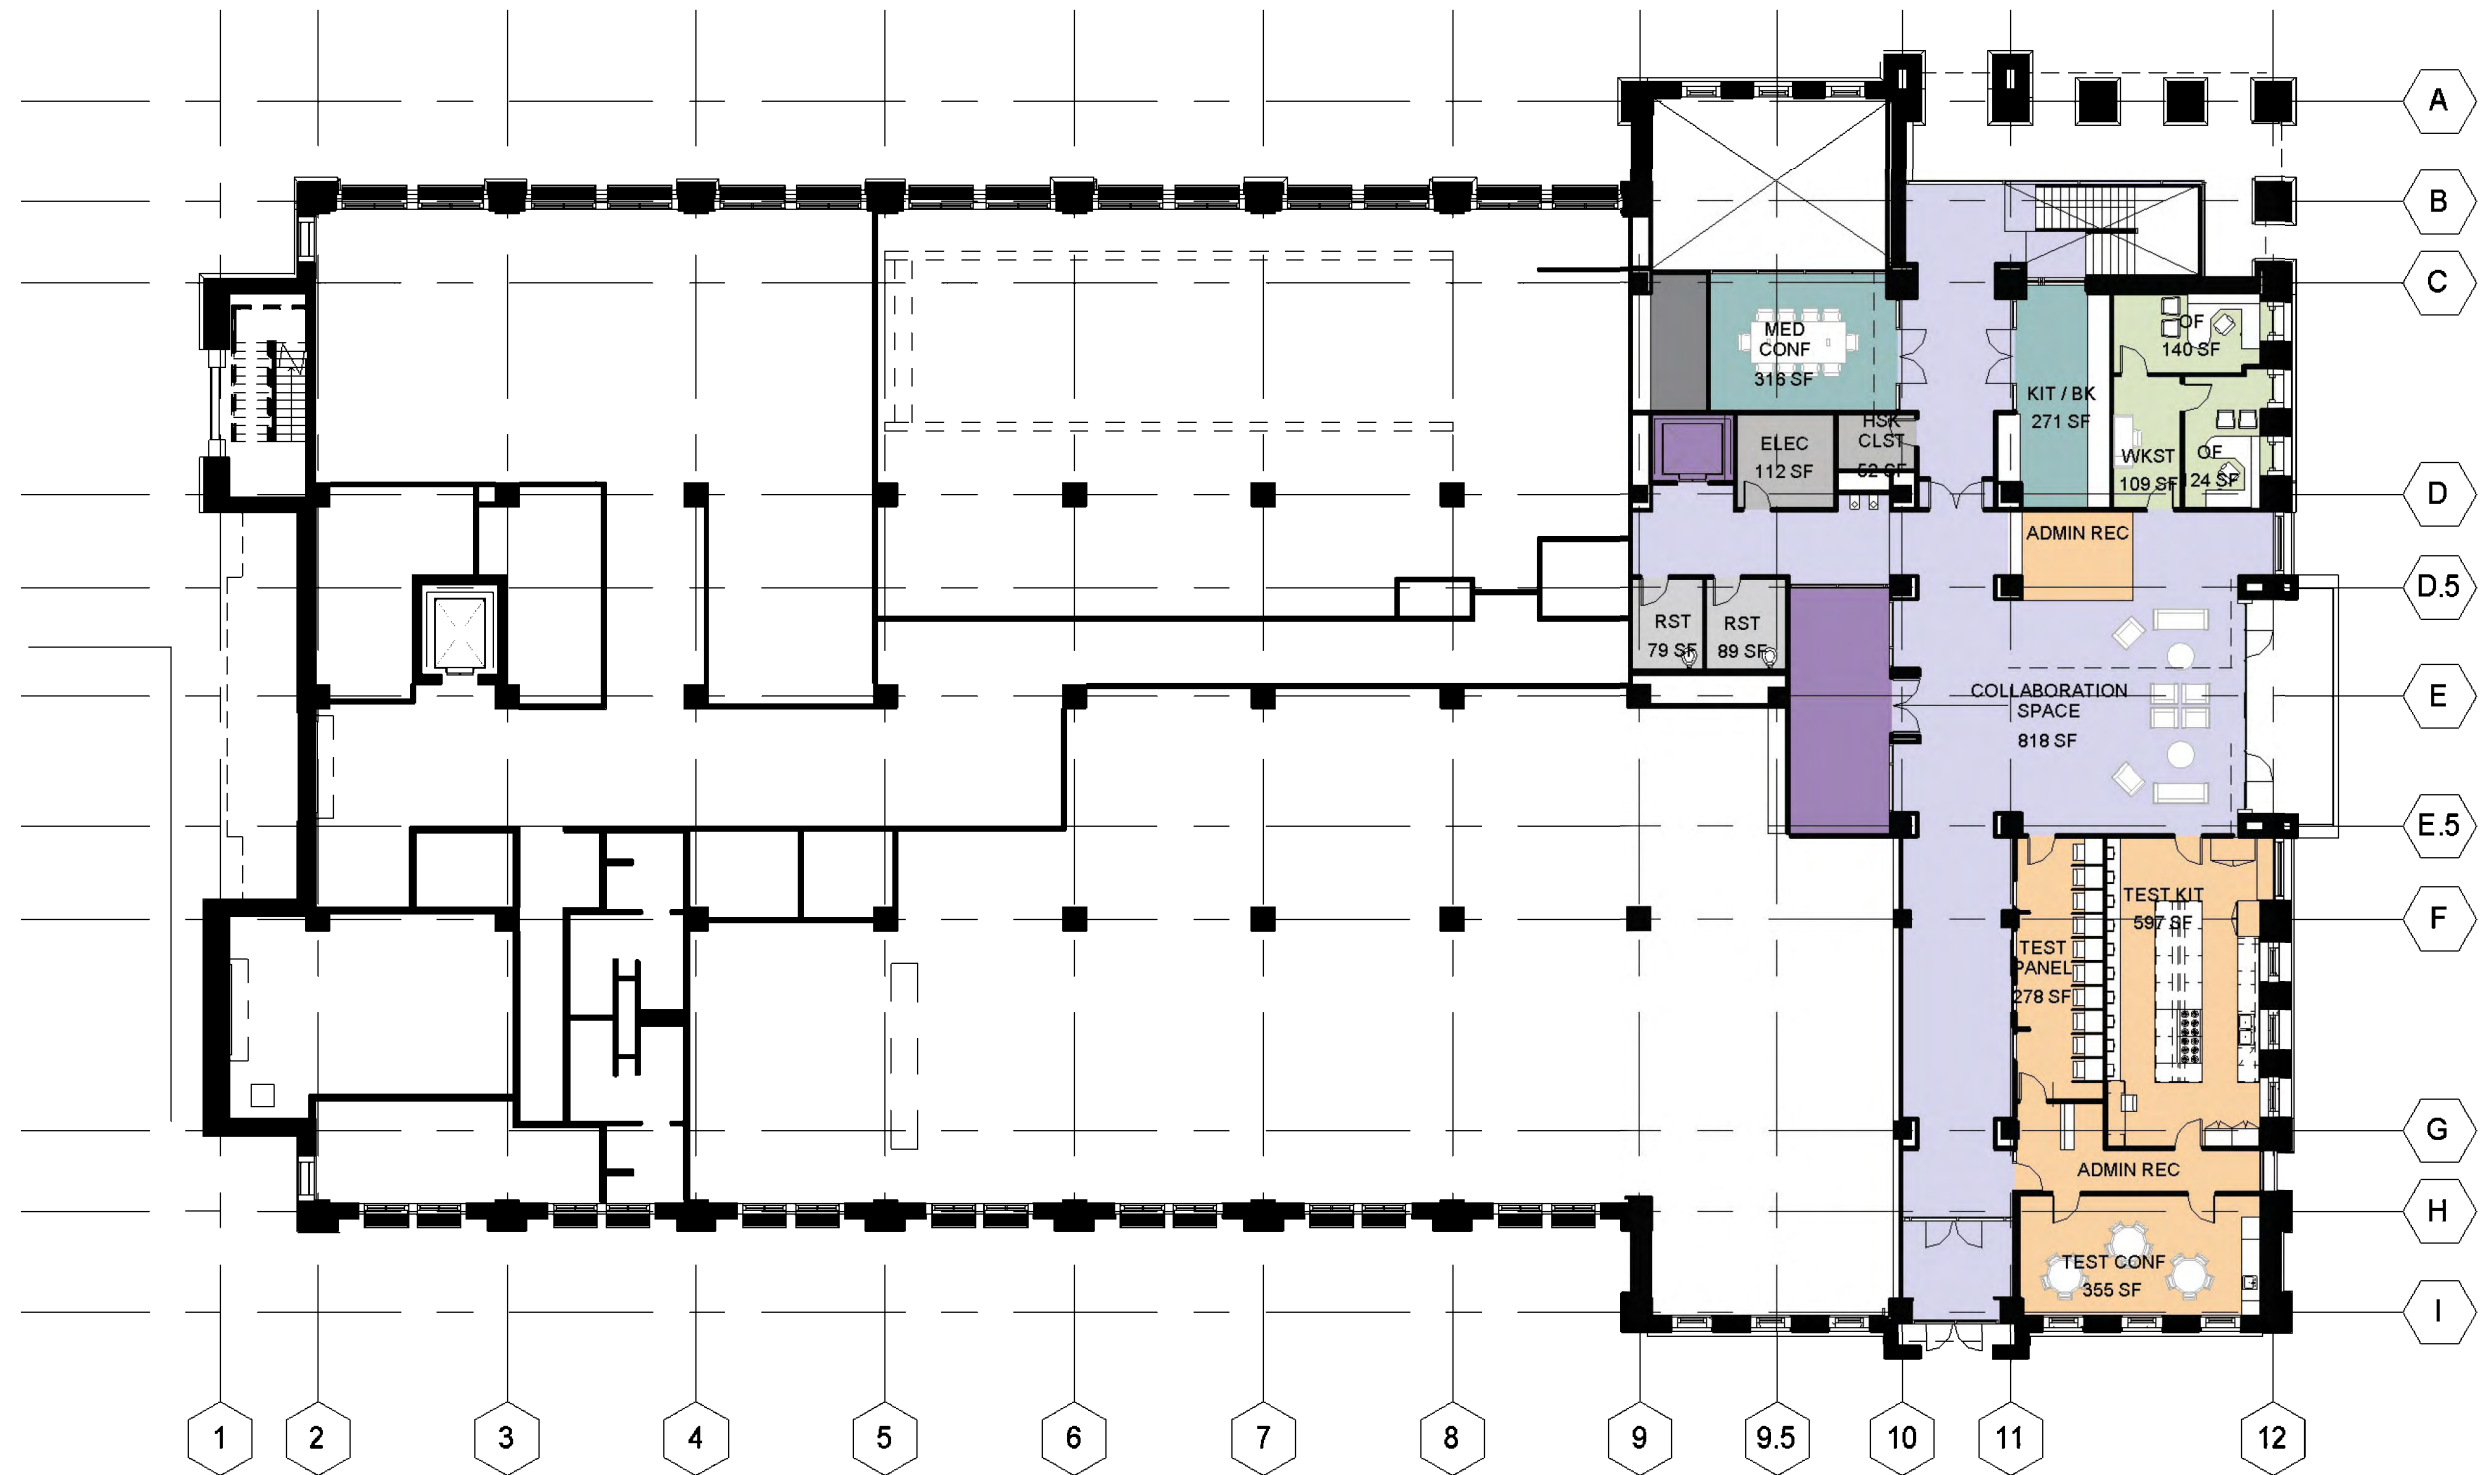 A
B
C
MED
CONF
316 SF
OF
140 SF
KIT / BK
271 SF
HSK
CLST
52 SF
ELEC
112 SF
WKST
109 SF
OF
124 SF
D
ADMIN REC
D.5
RST
79 SF
RST
89 SF
E
COLLABORATION
SPACE
818 SF
E.5
TEST KIT
597 SF
F
TEST
PANEL
278 SF
G
ADMIN REC
H
TEST CONF
355 SF
I
1
2
3
4
5
6
7
8
9
9.5
10
11
12